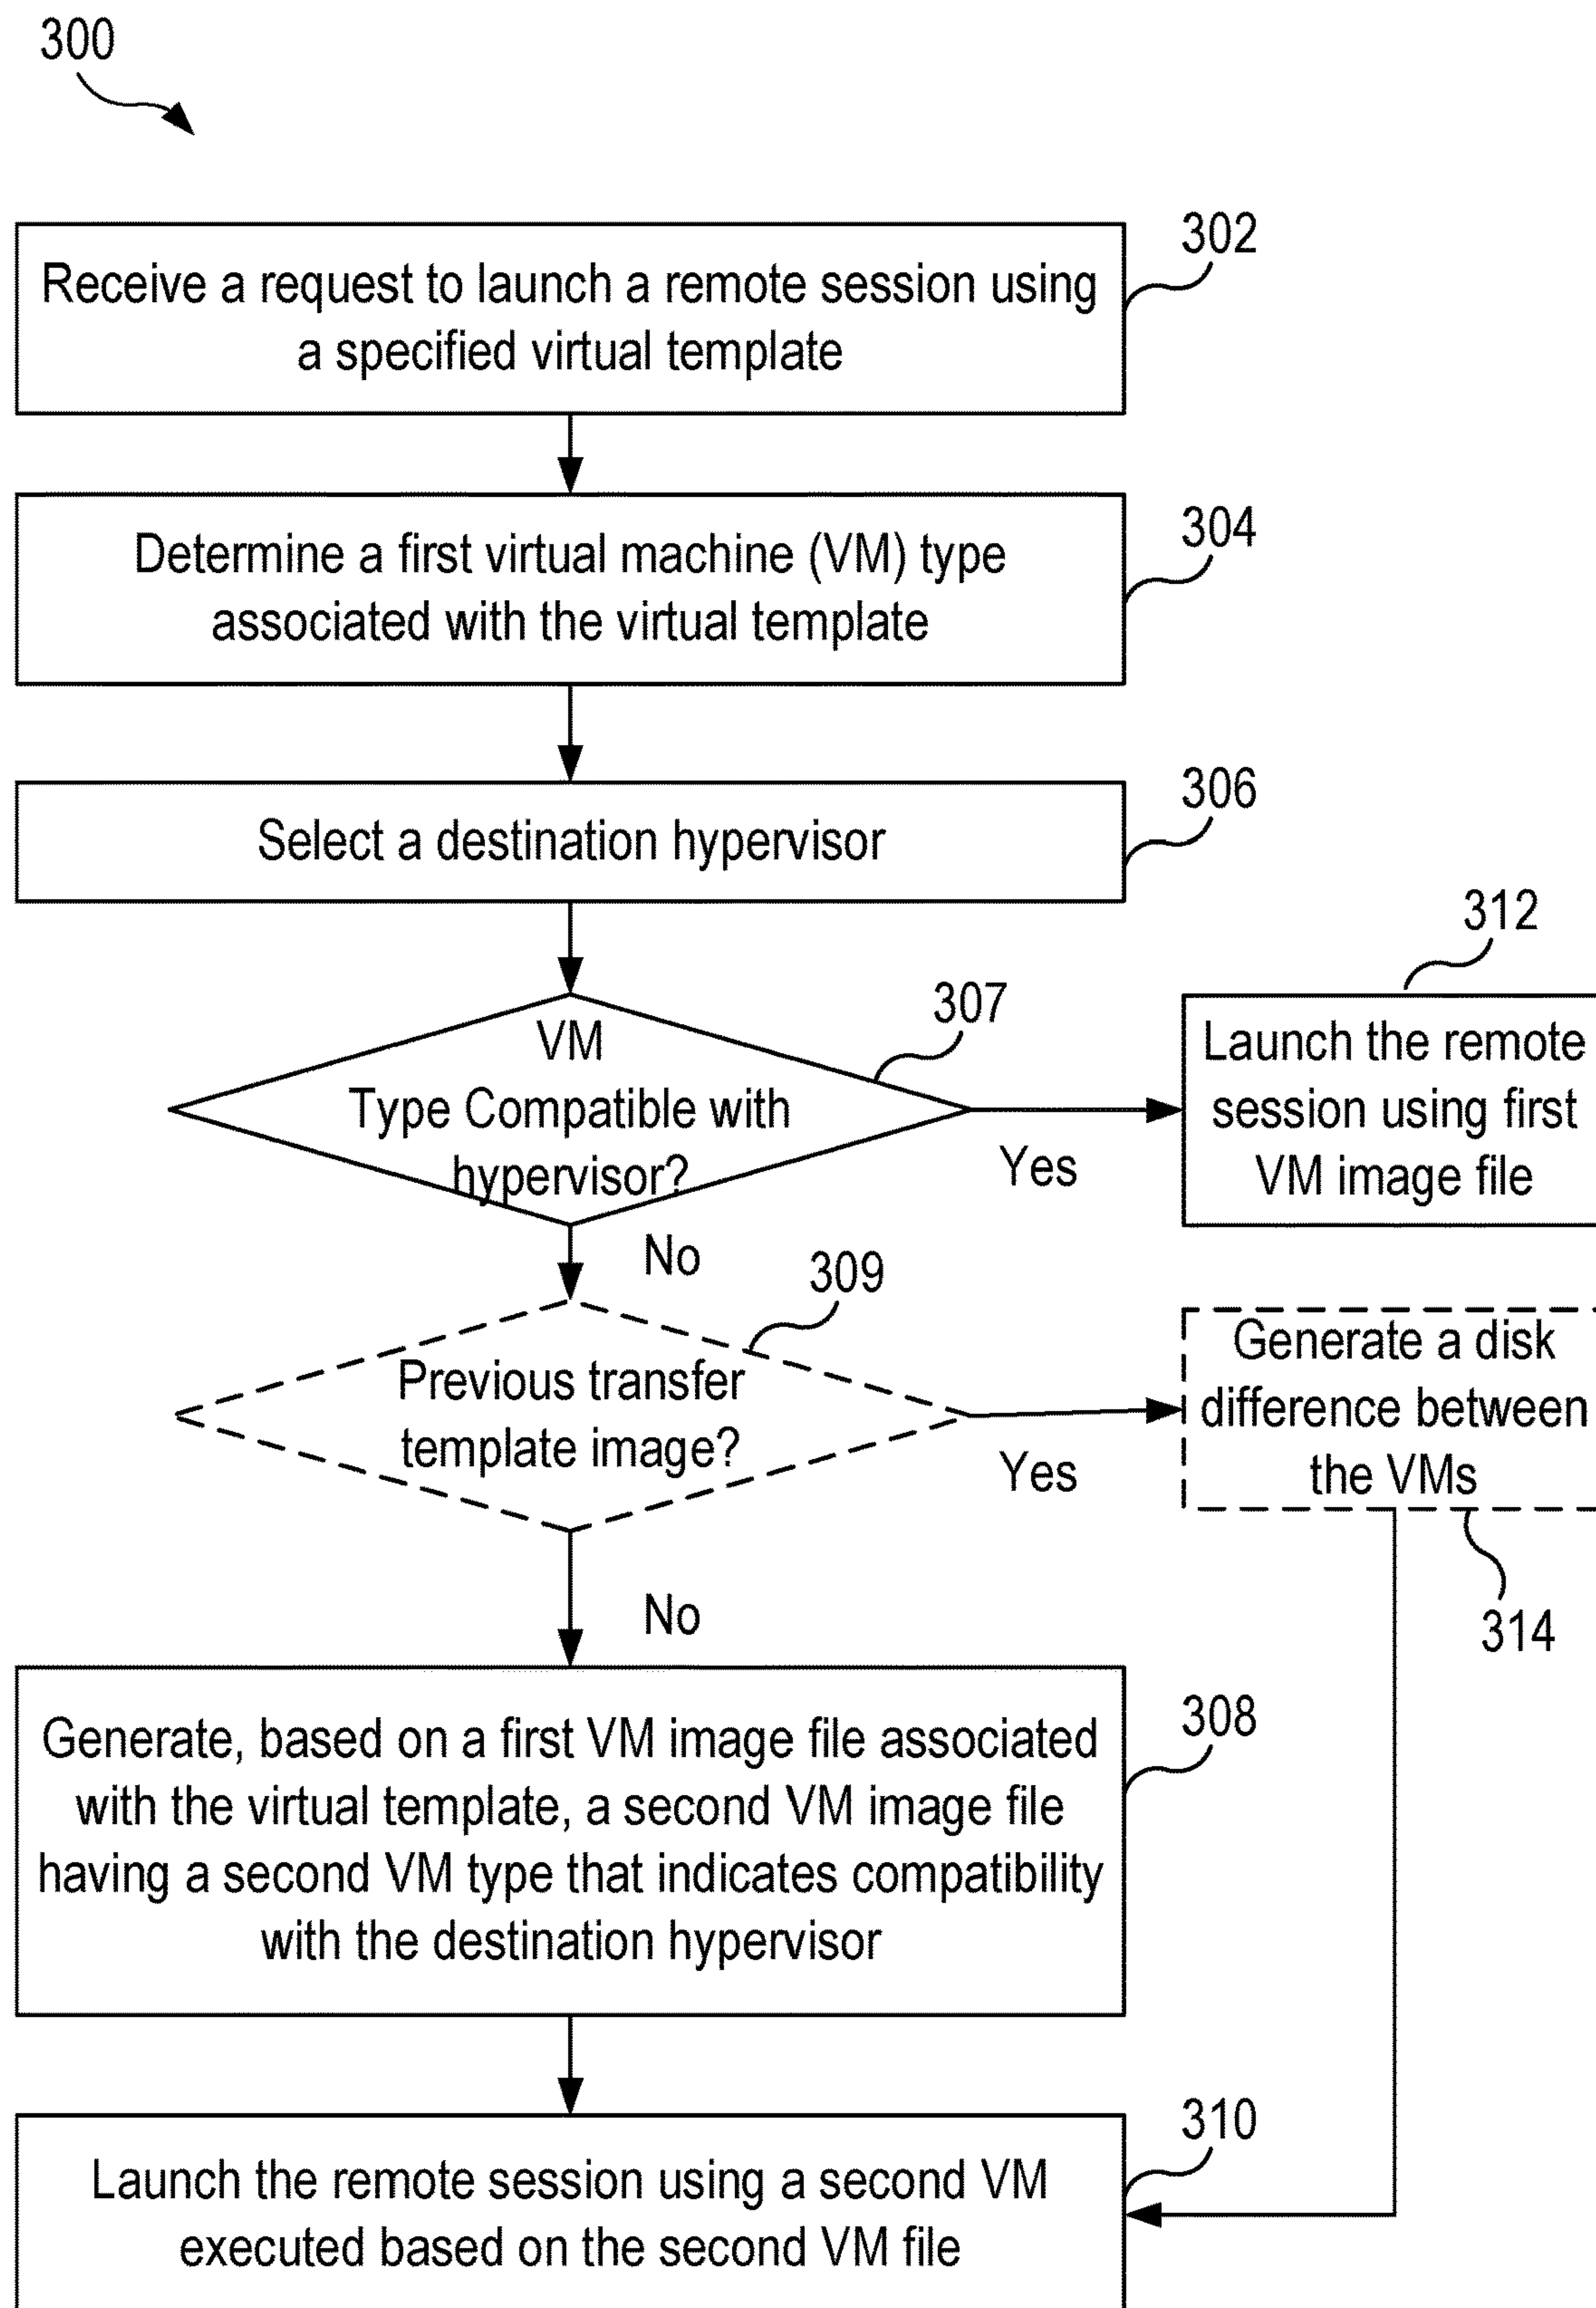 300
302
Receive a request to launch a remote session using
a specified virtual template
304
Determine a first virtual machine (VM) type
associated with the virtual template
306
Select a destination hypervisor
312
307
VM
Type Compatible with
hypervisor?
Yes
Launch the remote
session using first
VM image file
No
309
Previous transfer
template image?
Yes
Generate a disk
difference between
the VMs
314
No
308
Generate, based on a first VM image file associated
with the virtual template, a second VM image file
having a second VM type that indicates compatibility
with the destination hypervisor
310
Launch the remote session using a second VM
executed based on the second VM file